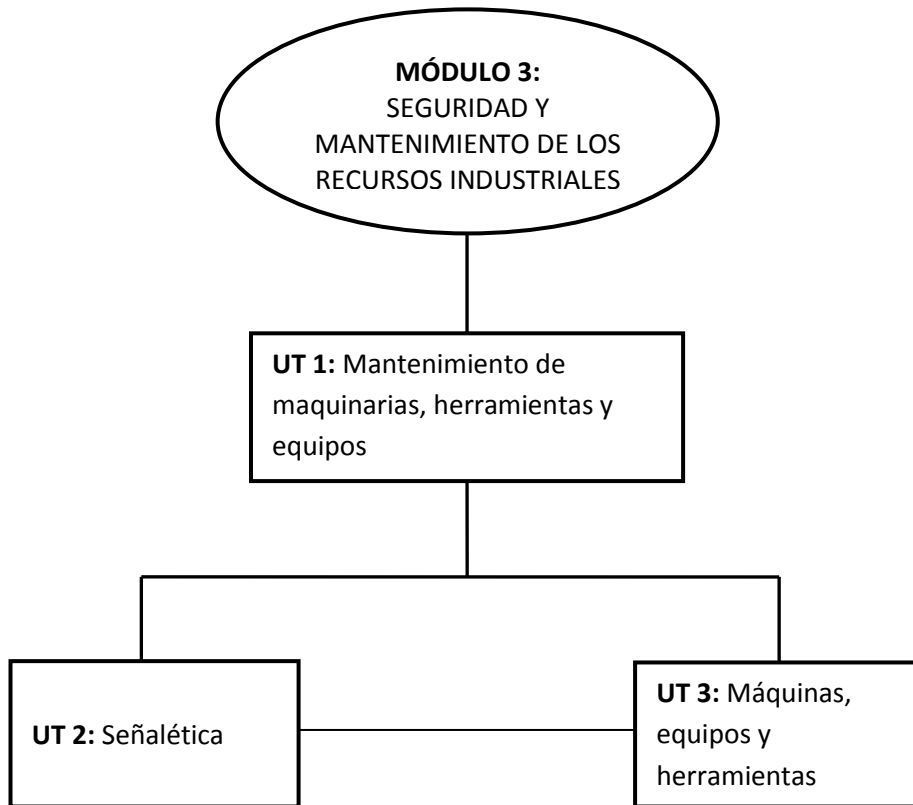 MÓDULO 3:
SEGURIDAD Y
MANTENIMIENTO DE LOS
RECURSOS INDUSTRIALES
UT 1: Mantenimiento de
maquinarias, herramientas y
equipos
UT 2: Señalética
UT 3: Máquinas,
equipos y
herramientas